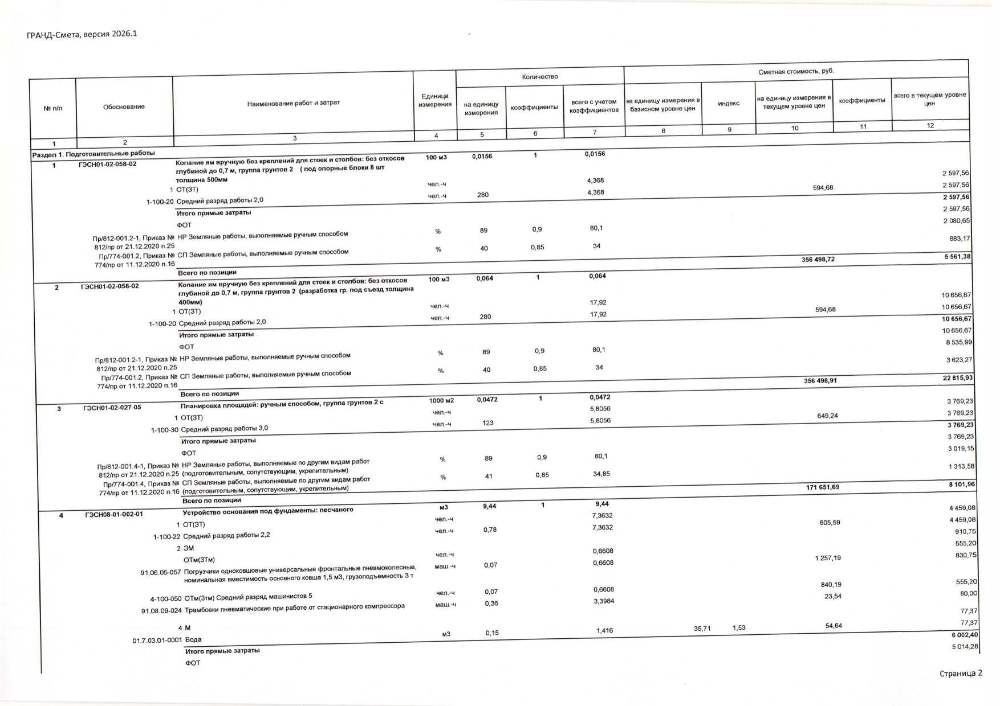 ГРАНД-Смета, версия 2026.1
№ п/п Обоснование Наименование работ и затрат Единица измерения Количество Сметная стоимость, руб.
на единицу измерения коэффициенты всего с учетом коэффициентов на единицу измерения в базисном уровне цен индекс на единицу измерения в текущем уровне цен коэффициенты всего в текущем уровне цен
1 2 3 4 5 6 7 8 9 10 11 12
Раздел 1. Подготовительные работы
1 ГЭСН01-02-058-02 Копание ям вручную без креплений для стоек и столбов: без откосов 100 м3 0,0156 1 0,0156
глубиной до 0,7 м, группа грунтов 2 ( под опорные блоки 8 шт
толщина 500мм
1 ОТ(ЗТ) чел.-ч 4,368 2 597,56
1-100-20 Средний разряд работы 2,0 чел.-ч 280 4,368 594,68 2 597,56
Итого прямые затраты 2 597,56
ФОТ 2 597,56
Пр/812-001.2-1, Приказ № НР Земляные работы, выполняемые ручным способом % 89 0,9 80,1 2 080,65
812/пр от 21.12.2020 п.25
Пр/774-001.2, Приказ № СП Земляные работы, выполняемые ручным способом % 40 0,85 34 883,17
774/пр от 11.12.2020 п.16
Всего по позиции 356 498,72 5 561,38
2 ГЭСН01-02-058-02 Копание ям вручную без креплений для стоек и столбов: без откосов 100 м3 0,064 1 0,064
глубиной до 0,7 м, группа грунтов 2 (разработка гр. под съезд толщина
400мм)
1 ОТ(ЗТ) чел.-ч 17,92 10 656,67
1-100-20 Средний разряд работы 2,0 чел.-ч 280 17,92 594,68 10 656,67
Итого прямые затраты 10 656,67
ФОТ 10 656,67
Пр/812-001.2-1, Приказ № НР Земляные работы, выполняемые ручным способом % 89 0,9 80,1 8 535,99
812/пр от 21.12.2020 п.25
Пр/774-001.2, Приказ № СП Земляные работы, выполняемые ручным способом % 40 0,85 34 3 623,27
774/пр от 11.12.2020 п.16
Всего по позиции 356 498,91 22 815,93
3 ГЭСН01-02-027-05 Планировка площадей: ручным способом, группа грунтов 2 с 1000 м2 0,0472 1 0,0472
1 ОТ(ЗТ) чел.-ч 5,8056 3 769,23
1-100-30 Средний разряд работы 3,0 чел.-ч 123 5,8056 649,24 3 769,23
Итого прямые затраты 3 769,23
ФОТ 3 769,23
Пр/812-001.4-1, Приказ № НР Земляные работы, выполняемые по другим видам работ % 89 0,9 80,1 3 019,15
812/пр от 21.12.2020 п.25 (подготовительным, сопутствующим, укрепительным)
Пр/774-001.4, Приказ № СП Земляные работы, выполняемые по другим видам работ % 41 0,85 34,85 1 313,58
774/пр от 11.12.2020 п.16 (подготовительным, сопутствующим, укрепительным)
Всего по позиции 171 651,69 8 101,96
4 ГЭСН08-01-002-01 Устройство основания под фундаменты: песчаного м3 9,44 1 9,44
1 ОТ(ЗТ) чел.-ч 7,3632 4 459,08
1-100-22 Средний разряд работы 2,2 чел.-ч 0,78 7,3632 605,59 4 459,08
2 ЭМ 910,75
ОТм(ЗТм) чел.-ч 0,6608 555,20
91.06.05-057 Погрузчики одноковшовые универсальные фронтальные пневмоколесные, маш.-ч 0,07 0,6608 1 257,19 830,75
номинальная вместимость основного ковша 1,5 м3, грузоподъемность 3 т
4-100-050 ОТм(Зтм) Средний разряд машинистов 5 чел.-ч 0,07 0,6608 840,19 555,20
91.08.09-024 Трамбовки пневматические при работе от стационарного компрессора маш.-ч 0,36 3,3984 23,54 80,00
4 М 77,37
01.7.03.01-0001 Вода м3 0,15 1,416 35,71 1,53 54,64 77,37
Итого прямые затраты 6 002,40
ФОТ 5 014,28
Страница 2